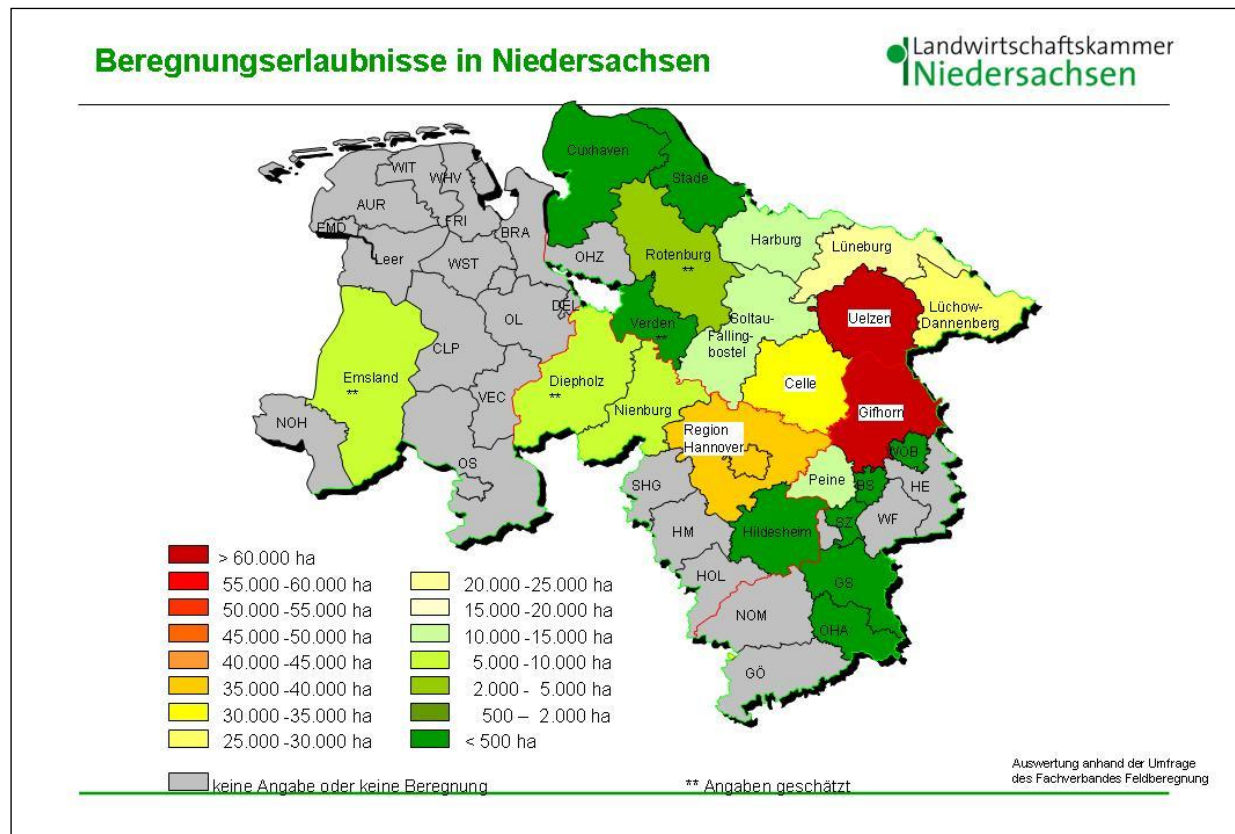 Beregnungserlaubnisse in Niedersachsen
Landwirtschaftskammer
Niedersachsen
Cuxhaven
Stade
WIT
WHV
AUR
FRI
EMD
BRA
Leer
WST
OHZ
Rotenburg
**
Harburg
Lüneburg
DEL
OL
Verden
**
Soltau-
Falling-
bostel
Uelzen
Lüchow-
Dannenberg
CLP
Emsland
**
Diepholz
**
VEC
Nienburg
Celle
Gifhorn
NOH
OS
Region
Hannover
WOB
Peine
BS
HE
SHG
HM
Hildesheim
SZ
WF
HOL
NOM
GS
OHA
GÖ
> 60.000 ha
55.000 -60.000 ha
50.000 -55.000 ha
45.000 -50.000 ha
40.000 -45.000 ha
35.000 -40.000 ha
30.000 -35.000 ha
25.000 -30.000 ha
20.000 -25.000 ha
15.000 -20.000 ha
10.000 -15.000 ha
5.000 -10.000 ha
2.000 - 5.000 ha
500 – 2.000 ha
< 500 ha
keine Angabe oder keine Beregnung
** Angaben geschätzt
Auswertung anhand der Umfrage
des Fachverbandes Feldberegnung